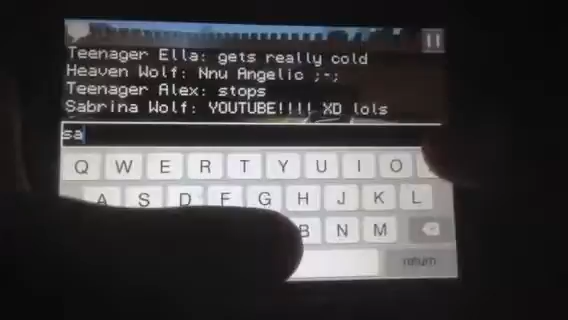 Teenager Ella: gets really cold
Heaven Wolf: Nnu Angelic ;-;
Teenager Alex: stops
Sabrina Wolf: YOUTUBE!!!! XD lols
sa
Q W E R T Y U I O
A S D F G H J K L
B N M
return